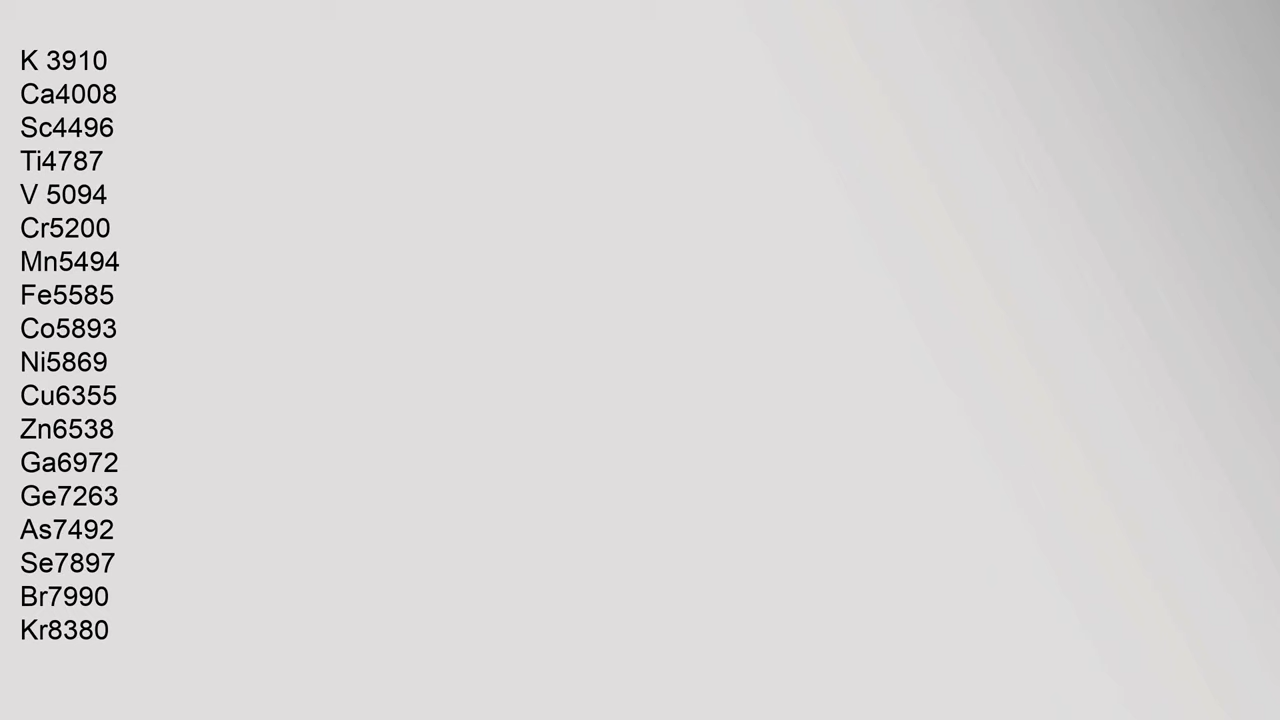 K 3910
Ca4008
Sc4496
Ti4787
V 5094
Cr5200
Mn5494
Fe5585
Co5893
Ni5869
Cu6355
Zn6538
Ga6972
Ge7263
As7492
Se7897
Br7990
Kr8380